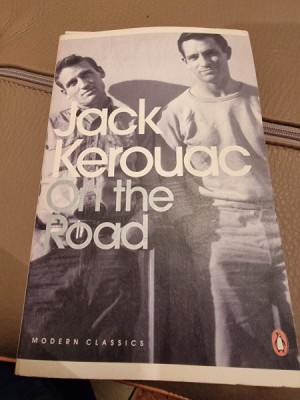 Jack
Kerouac
On the
Road
MODERN CLASSICS